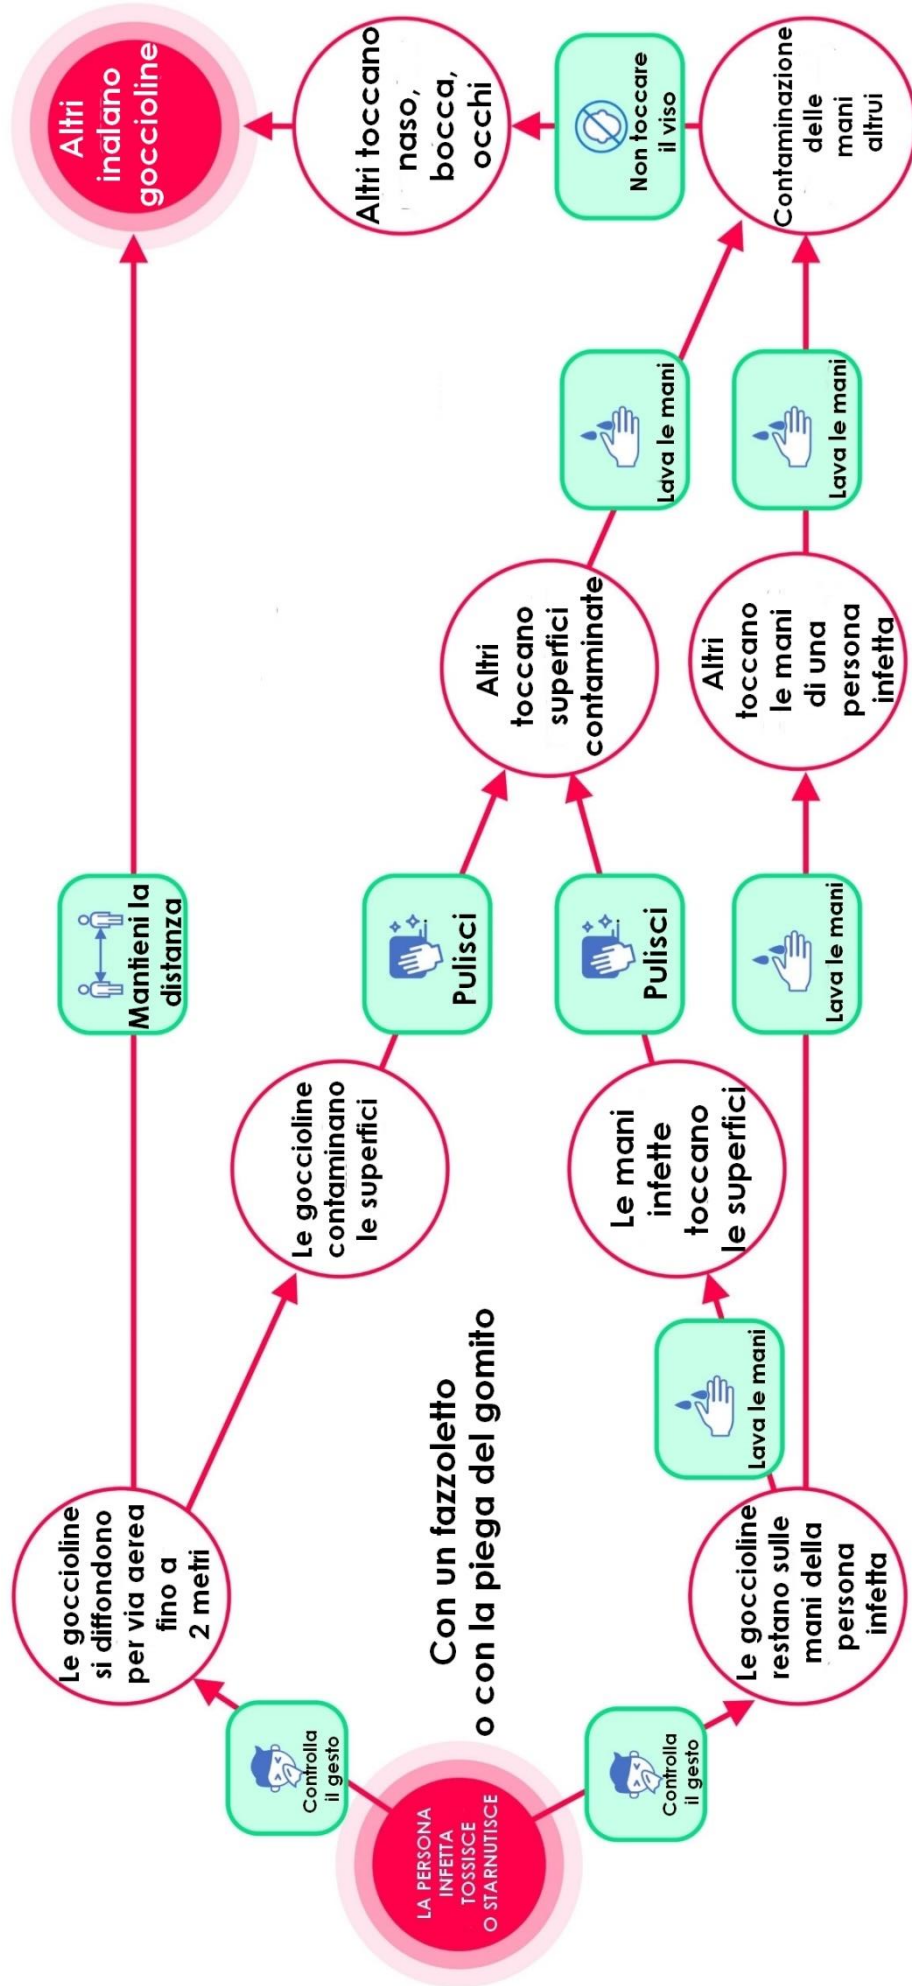 LA PERSONA
INFETTA
TOSSISCE
O STARNUTISCE
Controlla
il gesto
Controlla
il gesto
Con un fazzoletto
o con la piega del gomito
Le goccioline
si diffondono
per via aerea
fino a
2 metri
Le goccioline
restano sulle
mani della
persona
infetta
Lava le mani
Le goccioline
contaminano
le superfici
Le mani
infette
toccano
le superfici
Mantieni la
distanza
Pulisci
Pulisci
Lava le mani
Altri
toccano
superfici
contaminate
Altri
toccano
le mani
di una
persona
infetta
Lava le mani
Lava le mani
Altri
inalano
goccioline
Altri toccano
naso,
bocca,
occhi
Non toccare
il viso
Contaminazione
delle
mani
altrui